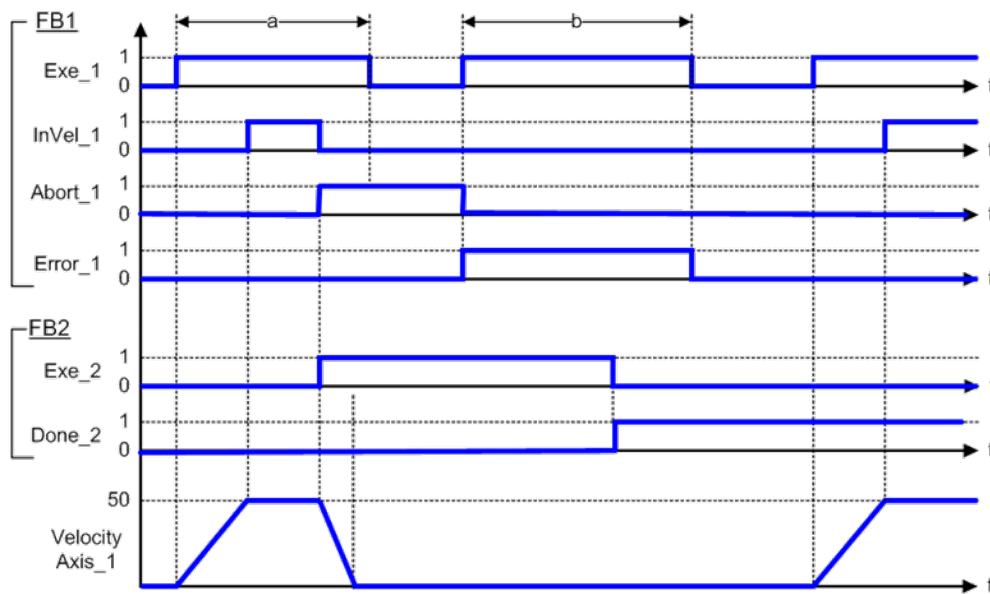 FB1
a
b
Exe_1
1
0
t
InVel_1
1
0
t
Abort_1
1
0
t
Error_1
1
0
t
FB2
Exe_2
1
0
Done_2
1
0
t
50
Velocity
Axis_1
t